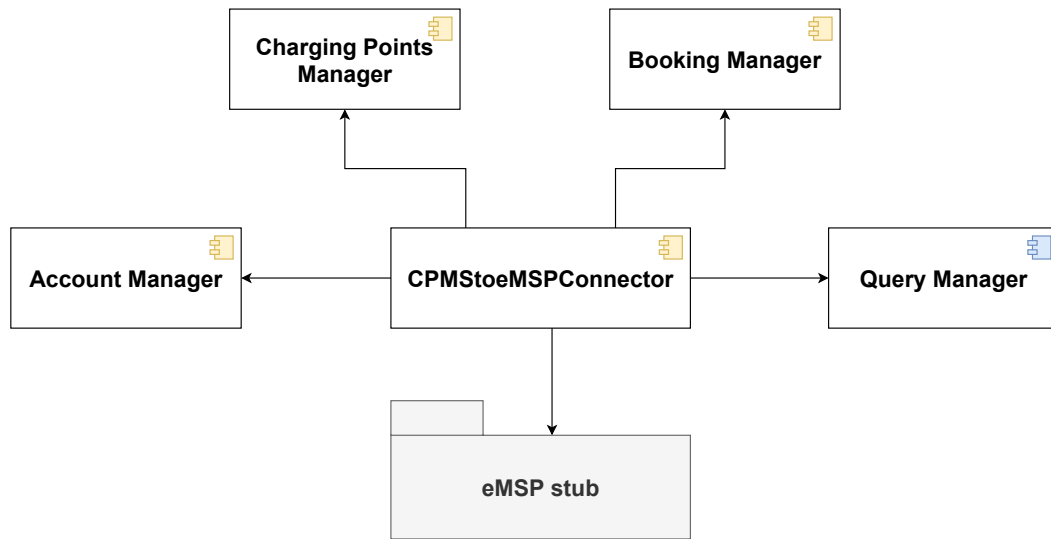 Charging Points
Manager
Booking Manager
Account Manager
CPMStoeMSPConnector
Query Manager
eMSP stub